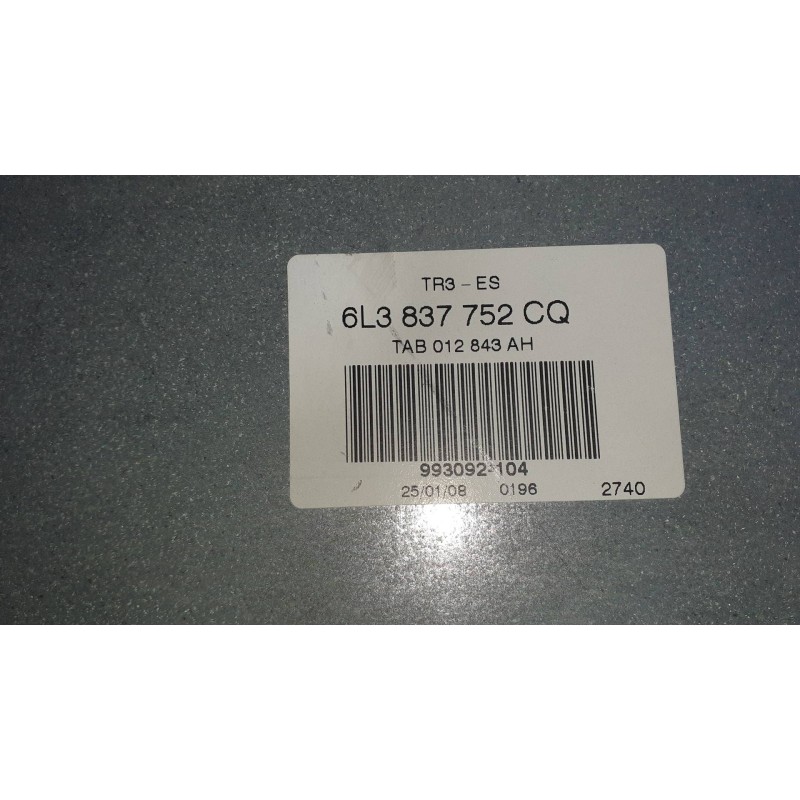 TR3 - ES
6L3 837 752 CQ
TAB 012 843 AH
993092-104
25/01/08 0196 2740